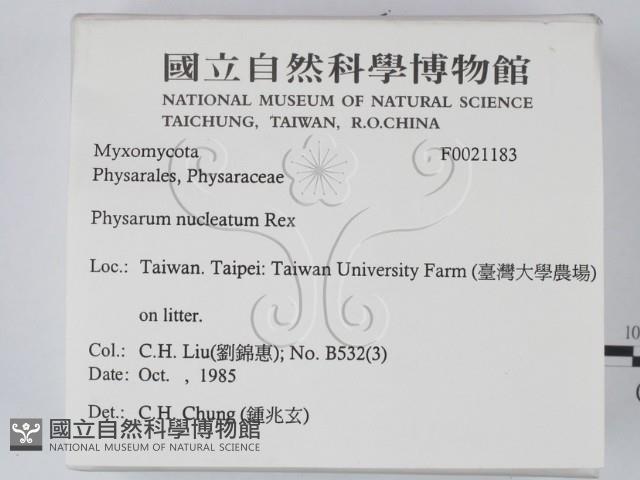 國立自然科學博物館
NATIONAL MUSEUM OF NATURAL SCIENCE
TAICHUNG, TAIWAN, R.O.CHINA
Myxomycota F0021183
Physarales, Physaraceae
Physarum nucleatum Rex
Loc.: Taiwan. Taipei: Taiwan University Farm (臺灣大學農場)
on litter.
Col.: C.H. Liu(劉錦惠); No. B532(3)
Date: Oct. , 1985
Det.: C.H. Chung (鍾兆玄)
國立自然科學博物館
NATIONAL MUSEUM OF NATURAL SCIENCE
10